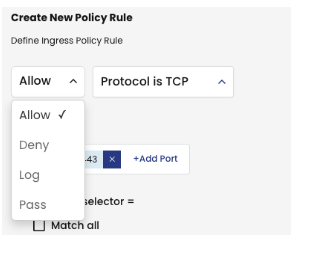 Create New Policy Rule
Define Ingress Policy Rule
Allow Protocol is TCP
Allow ✓
Deny
Log
Pass
43 × +Add Port
selector =
Match all